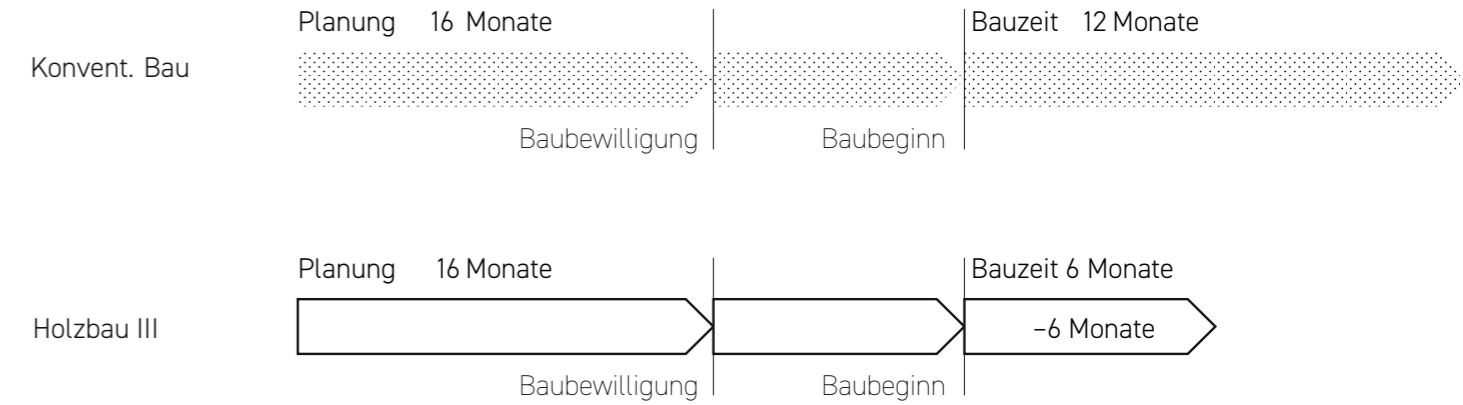 Planung 16 Monate Bauzeit 12 Monate
Konvent. Bau
Baubewilligung Baubeginn
Planung 16 Monate Bauzeit 6 Monate
Holzbau III –6 Monate
Baubewilligung Baubeginn